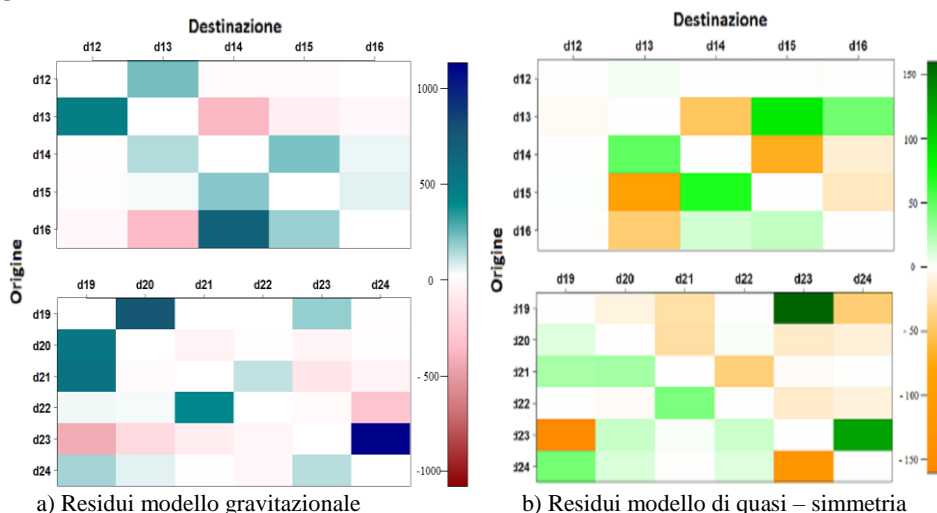 Destinazione
d12 d13 d14 d15 d16
Origine
d12
d13
d14
d15
d16
d19 d20 d21 d22 d23 d24
d19
d20
d21
d22
d23
d24
1000
500
0
- 500
-1000
a) Residui modello gravitazionale
Destinazione
d12 d13 d14 d15 d16
Origine
d12
d13
d14
d15
d16
d19 d20 d21 d22 d23 d24
d19
d20
d21
d22
d23
d24
150
100
50
0
- 50
- 100
- 150
b) Residui modello di quasi – simmetria